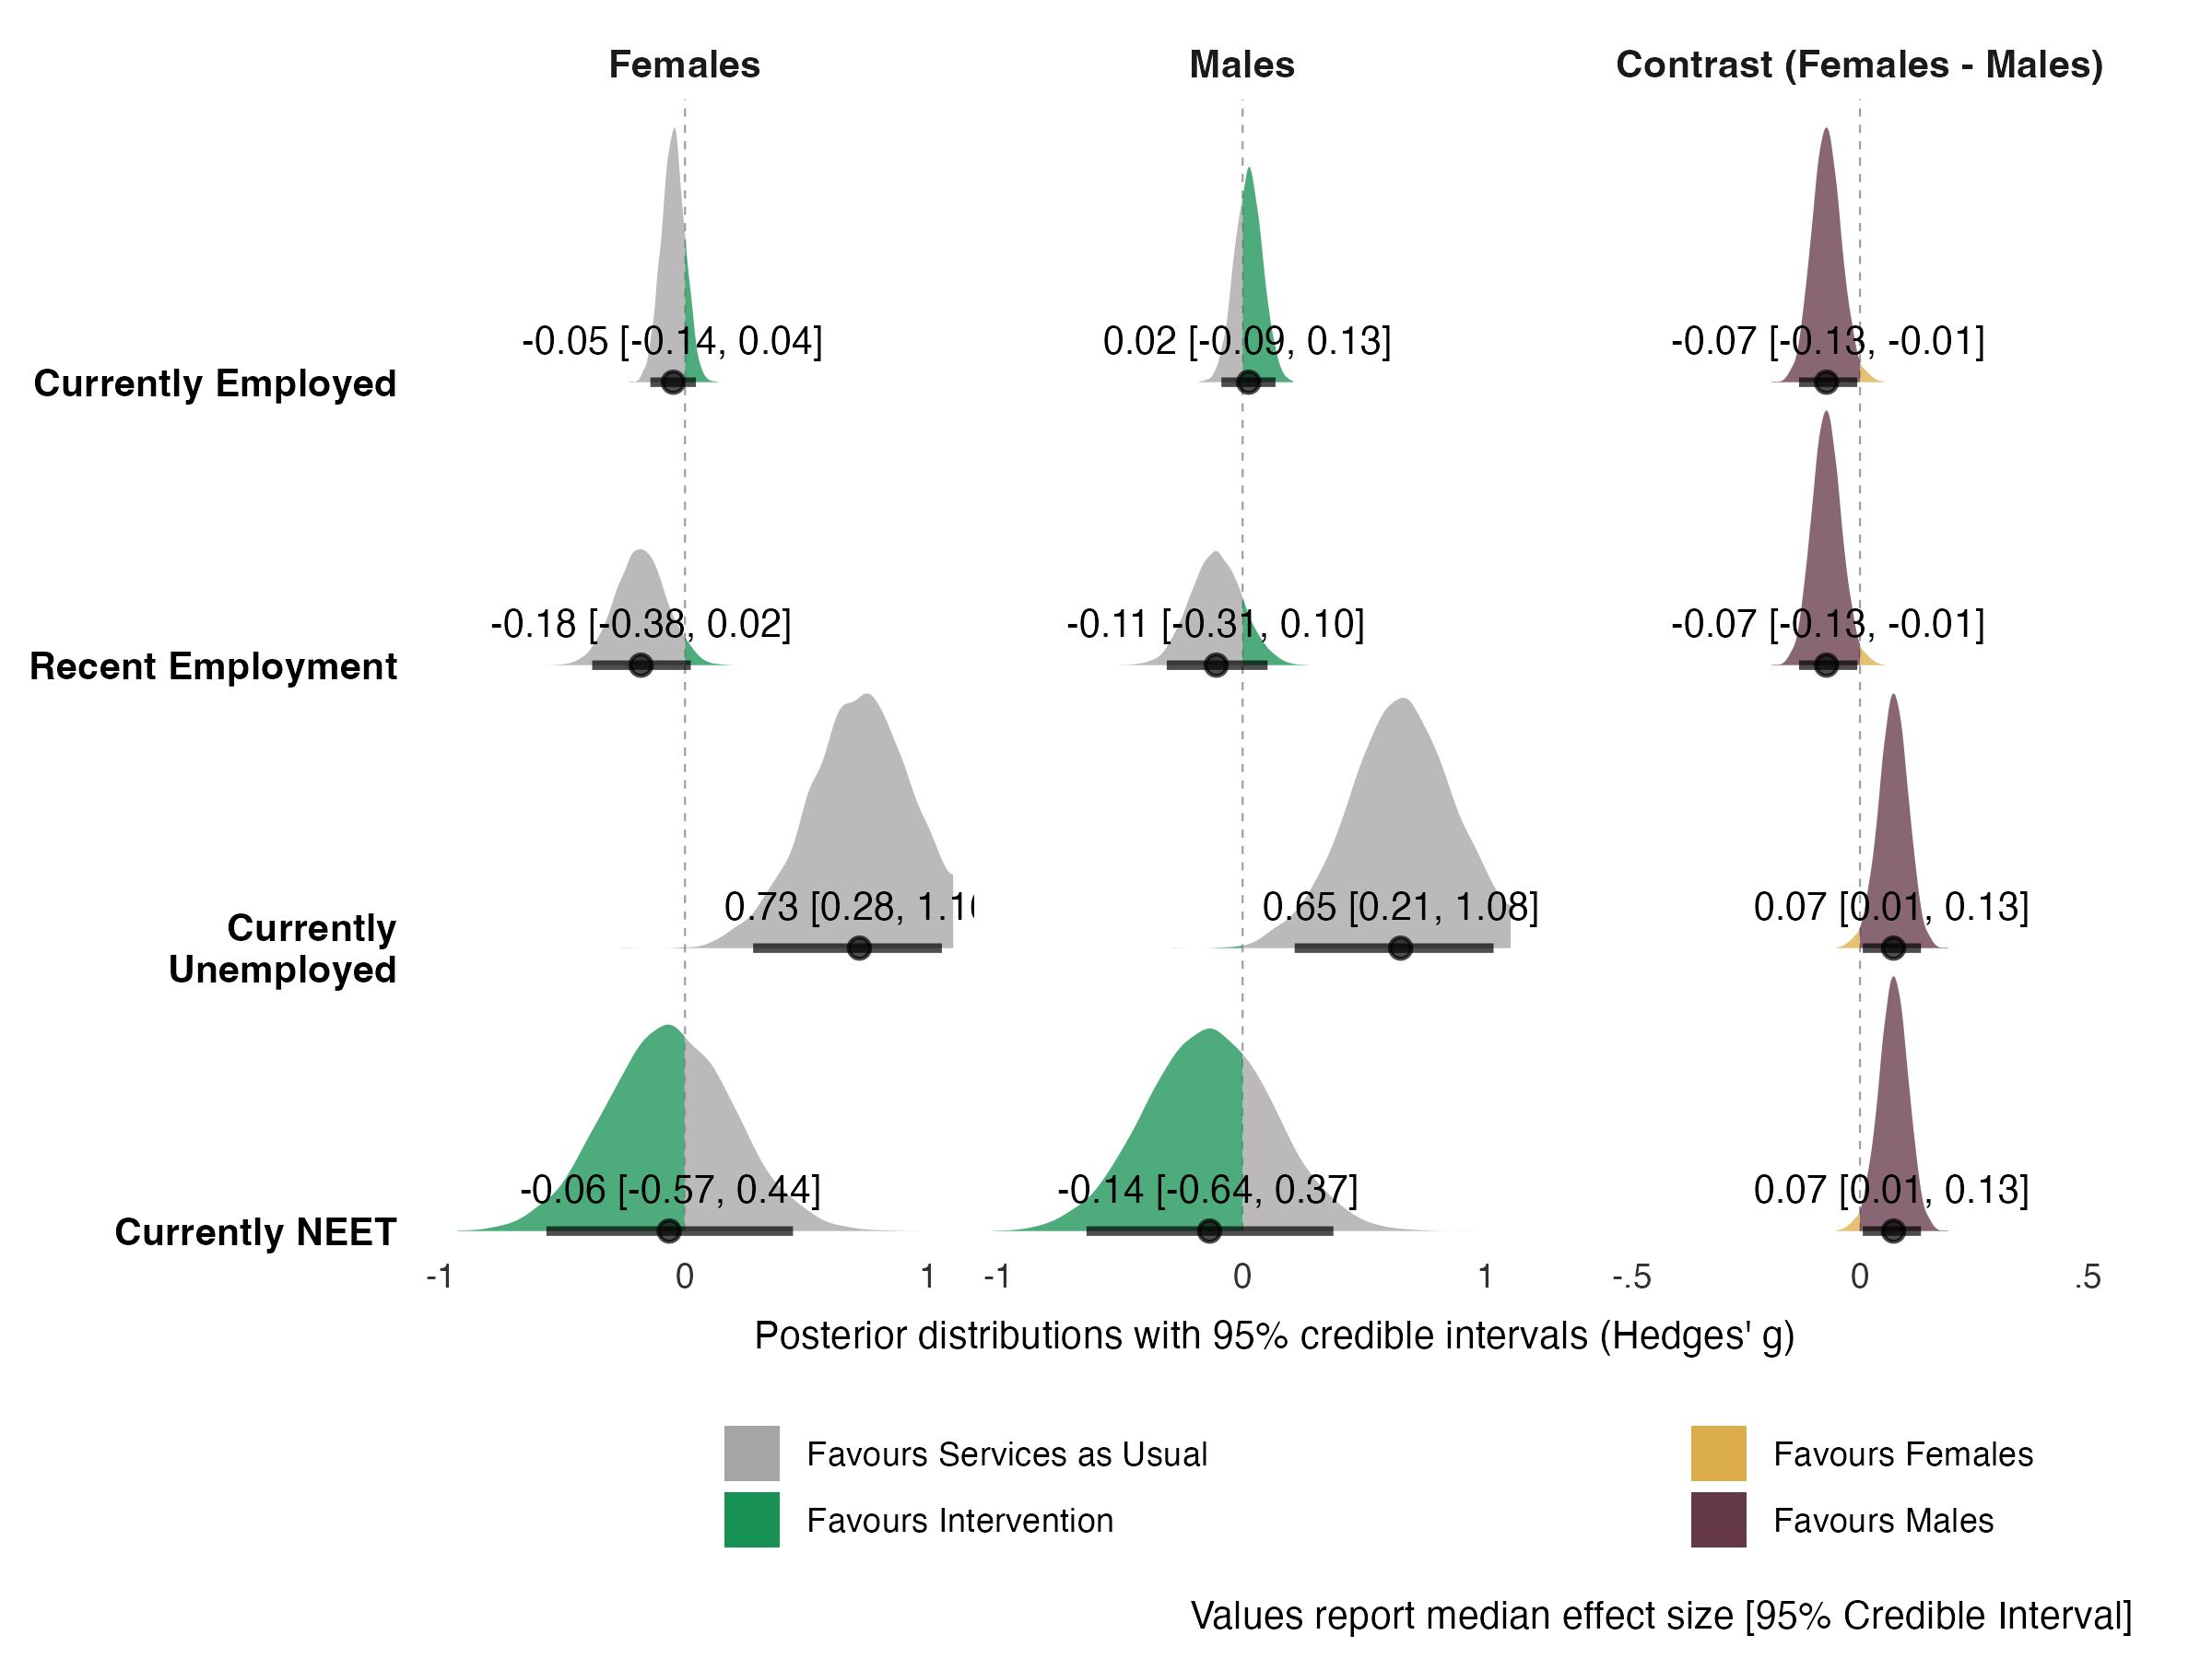 Females
Males
Contrast (Females - Males)
Currently Employed
-0.05 [-0.14, 0.04]
0.02 [-0.09, 0.13]
-0.07 [-0.13, -0.01]
Recent Employment
-0.18 [-0.38, 0.02]
-0.11 [-0.31, 0.10]
-0.07 [-0.13, -0.01]
Currently
Unemployed
0.73 [0.28, 1.1
0.65 [0.21, 1.08]
0.07 [0.01, 0.13]
Currently NEET
-0.06 [-0.57, 0.44]
-0.14 [-0.64, 0.37]
0.07 [0.01, 0.13]
-1 0 1 -1 0 1 -.5 0 .5
Posterior distributions with 95% credible intervals (Hedges' g)
Favours Services as Usual
Favours Intervention
Favours Females
Favours Males
Values report median effect size [95% Credible Interval]